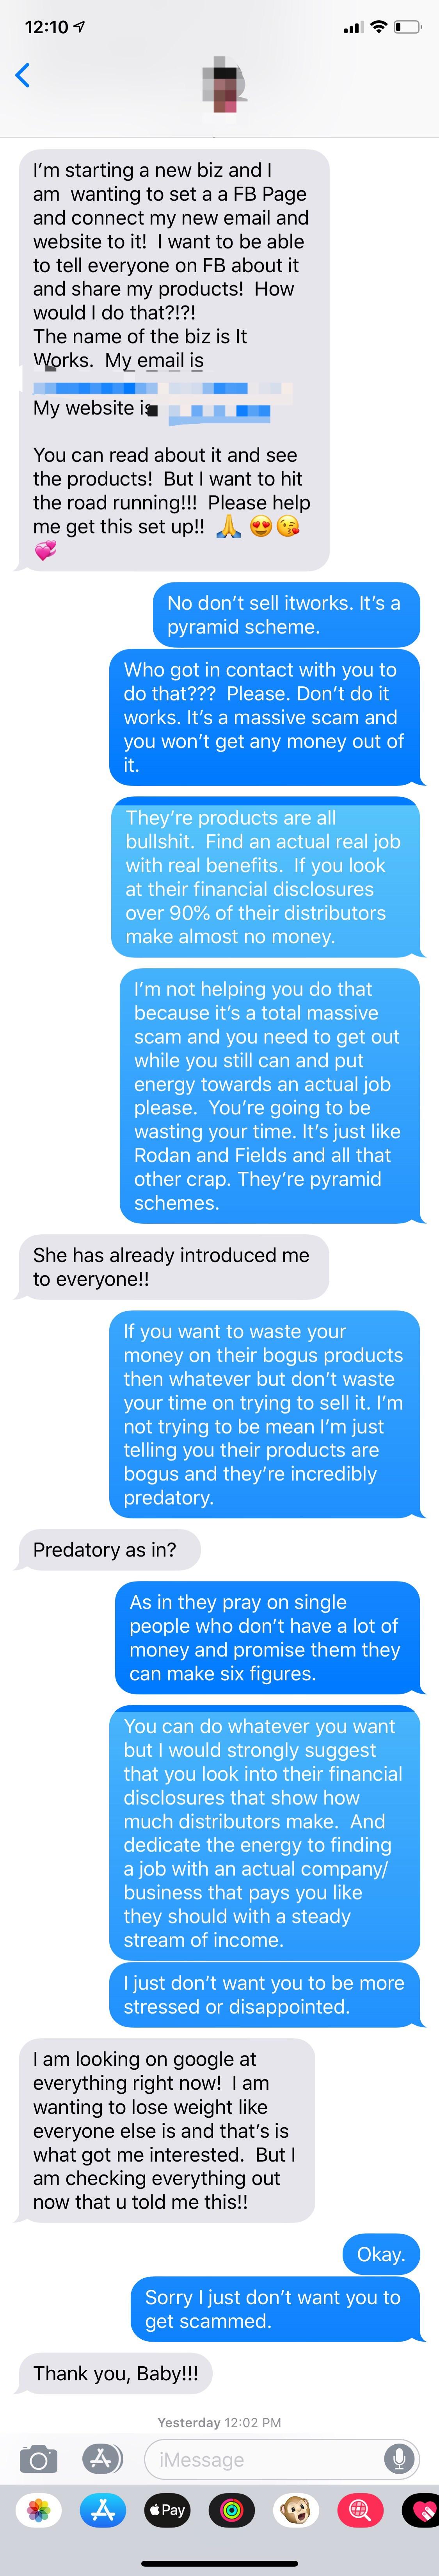 12:10
I'm starting a new biz and I
am wanting to set a a FB Page
and connect my new email and
website to it! I want to be able
to tell everyone on FB about it
and share my products! How
would I do that?!?!
The name of the biz is It
Works. My email is
My website is
You can read about it and see
the products! But I want to hit
the road running!!! Please help
me get this set up!! 🙏 😍 😘
💞
No don't sell itworks. It's a
pyramid scheme.
Who got in contact with you to
do that??? Please. Don't do it
works. It's a massive scam and
you won't get any money out of
it.
They're products are all
bullshit. Find an actual real job
with real benefits. If you look
at their financial disclosures
over 90% of their distributors
make almost no money.
I'm not helping you do that
because it's a total massive
scam and you need to get out
while you still can and put
energy towards an actual job
please. You're going to be
wasting your time. It's just like
Rodan and Fields and all that
other crap. They're pyramid
schemes.
She has already introduced me
to everyone!!
If you want to waste your
money on their bogus products
then whatever but don't waste
your time on trying to sell it. I'm
not trying to be mean I'm just
telling you their products are
bogus and they're incredibly
predatory.
Predatory as in?
As in they pray on single
people who don't have a lot of
money and promise them they
can make six figures.
You can do whatever you want
but I would strongly suggest
that you look into their financial
disclosures that show how
much distributors make. And
dedicate the energy to finding
a job with an actual company/
business that pays you like
they should with a steady
stream of income.
I just don't want you to be more
stressed or disappointed.
I am looking on google at
everything right now! I am
wanting to lose weight like
everyone else is and that's is
what got me interested. But I
am checking everything out
now that u told me this!!
Okay.
Sorry I just don't want you to
get scammed.
Thank you, Baby!!!
Yesterday 12:02 PM
iMessage
Pay